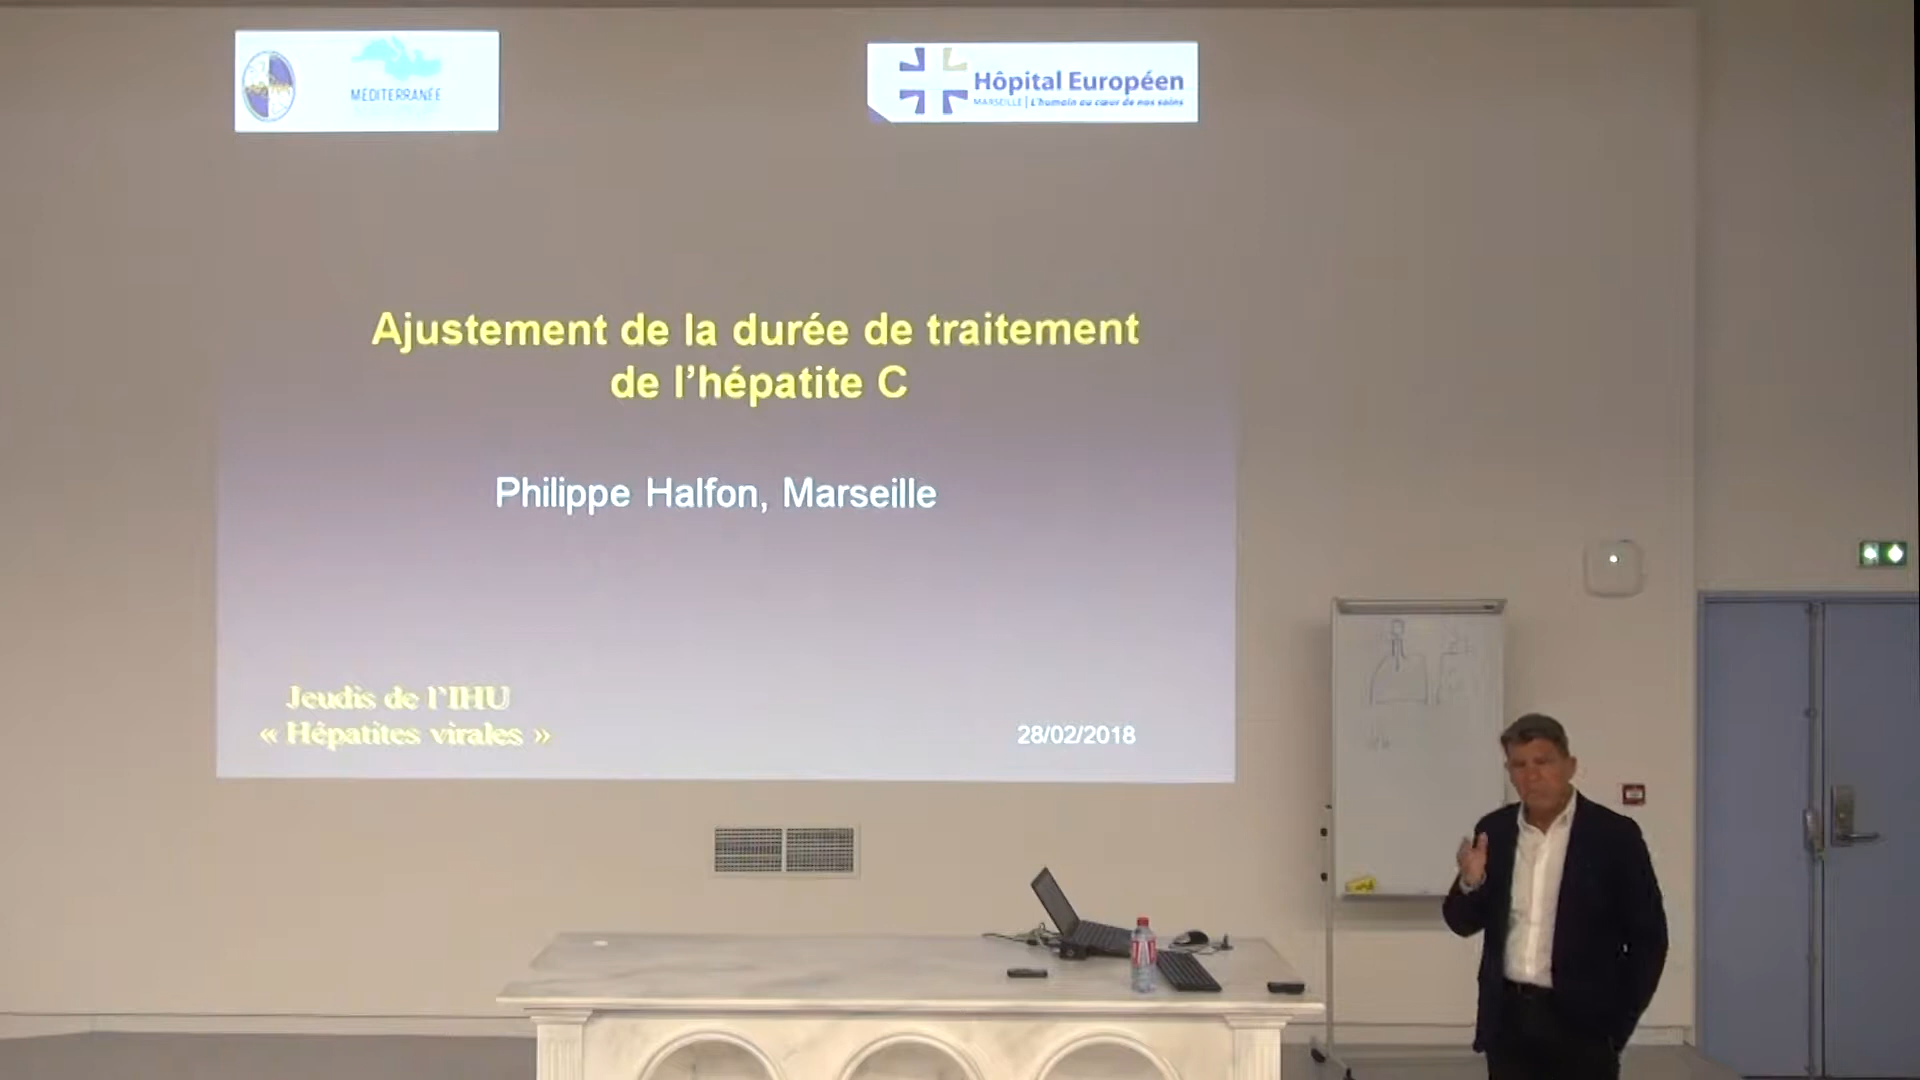 MEDITERRANEE
Hôpital Européen
MARSEILLE | L'humain au cœur de nos soins
Ajustement de la durée de traitement
de l'hépatite C
Philippe Halfon, Marseille
Jeudis de l'IHU
« Hépatites virales »
28/02/2018